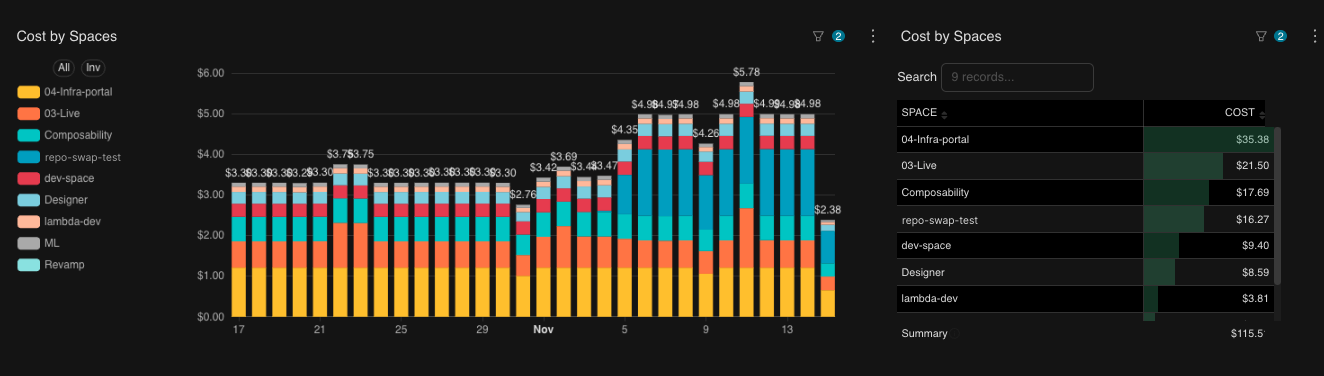 Cost by Spaces
2
All Inv
04-Infra-portal
03-Live
Composability
repo-swap-test
dev-space
Designer
lambda-dev
ML
Revamp
$6.00
$5.00
$4.00
$3.00
$2.00
$1.00
$0.00
$3.30
$3.75
$3.30
$2.76
$3.42
$3.69
$3.47
$4.35
$4.98
$4.26
$4.98
$5.78
$4.98
$2.38
17 21 25 29 Nov 5 9 13
Cost by Spaces
2
Search 9 records...
SPACE COST
04-Infra-portal $35.38
03-Live $21.50
Composability $17.69
repo-swap-test $16.27
dev-space $9.40
Designer $8.59
lambda-dev $3.81
Summary